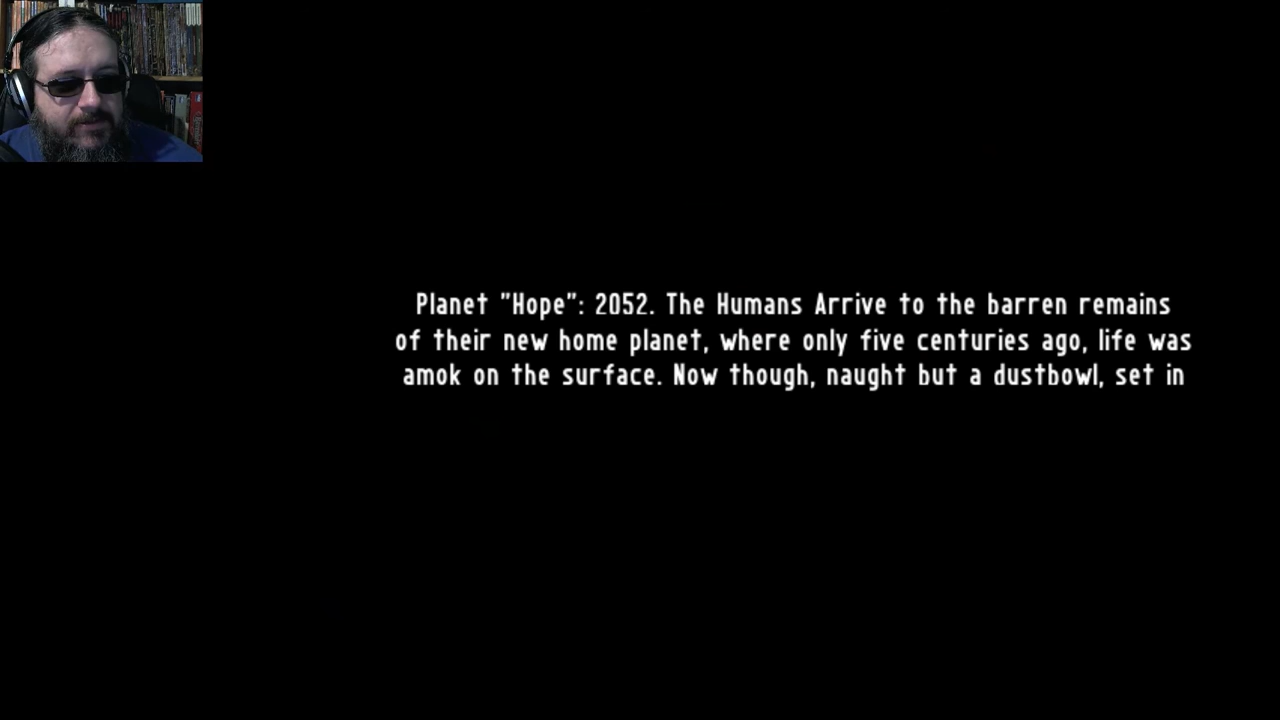 Planet "Hope": 2052. The Humans Arrive to the barren remains
of their new home planet, where only five centuries ago, life was
amok on the surface. Now though, naught but a dustbowl, set in